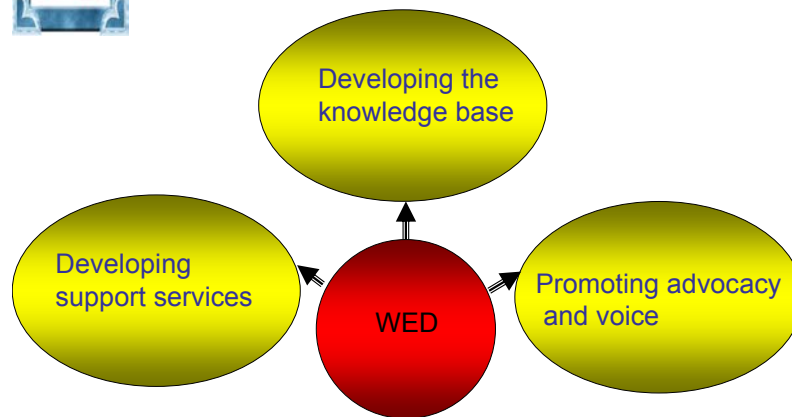 Developing the
knowledge base
Developing
support services
WED
Promoting advocacy
and voice